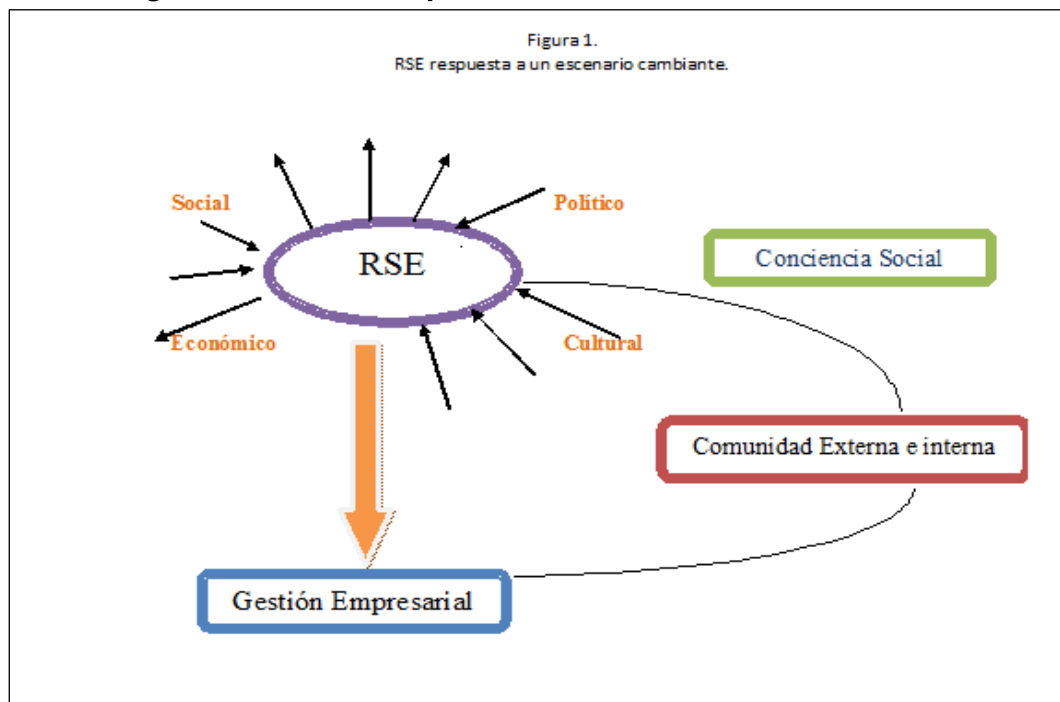 Figura 1.
RSE respuesta a un escenario cambiante.
Social
Político
RSE
Conciencia Social
Económico
Cultural
Comunidad Externa e interna
Gestión Empresarial